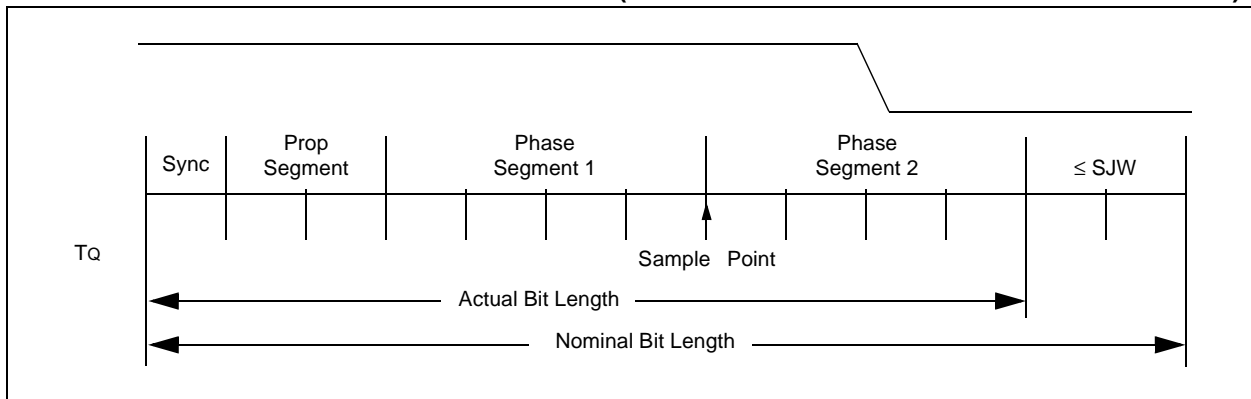 Sync
Prop
Segment
Phase
Segment 1
Phase
Segment 2
≤ SJW
TQ
Sample Point
Actual Bit Length
Nominal Bit Length